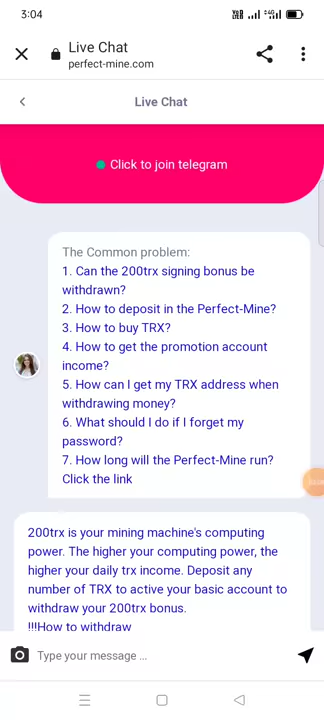 3:04
Live Chat
perfect-mine.com
Live Chat
Click to join telegram
The Common problem:
1. Can the 200trx signing bonus be
withdrawn?
2. How to deposit in the Perfect-Mine?
3. How to buy TRX?
4. How to get the promotion account
income?
5. How can I get my TRX address when
withdrawing money?
6. What should I do if I forget my
password?
7. How long will the Perfect-Mine run?
Click the link
200trx is your mining machine's computing
power. The higher your computing power, the
higher your daily trx income. Deposit any
number of TRX to active your basic account to
withdraw your 200trx bonus.
!!!How to withdraw
Type your message ...